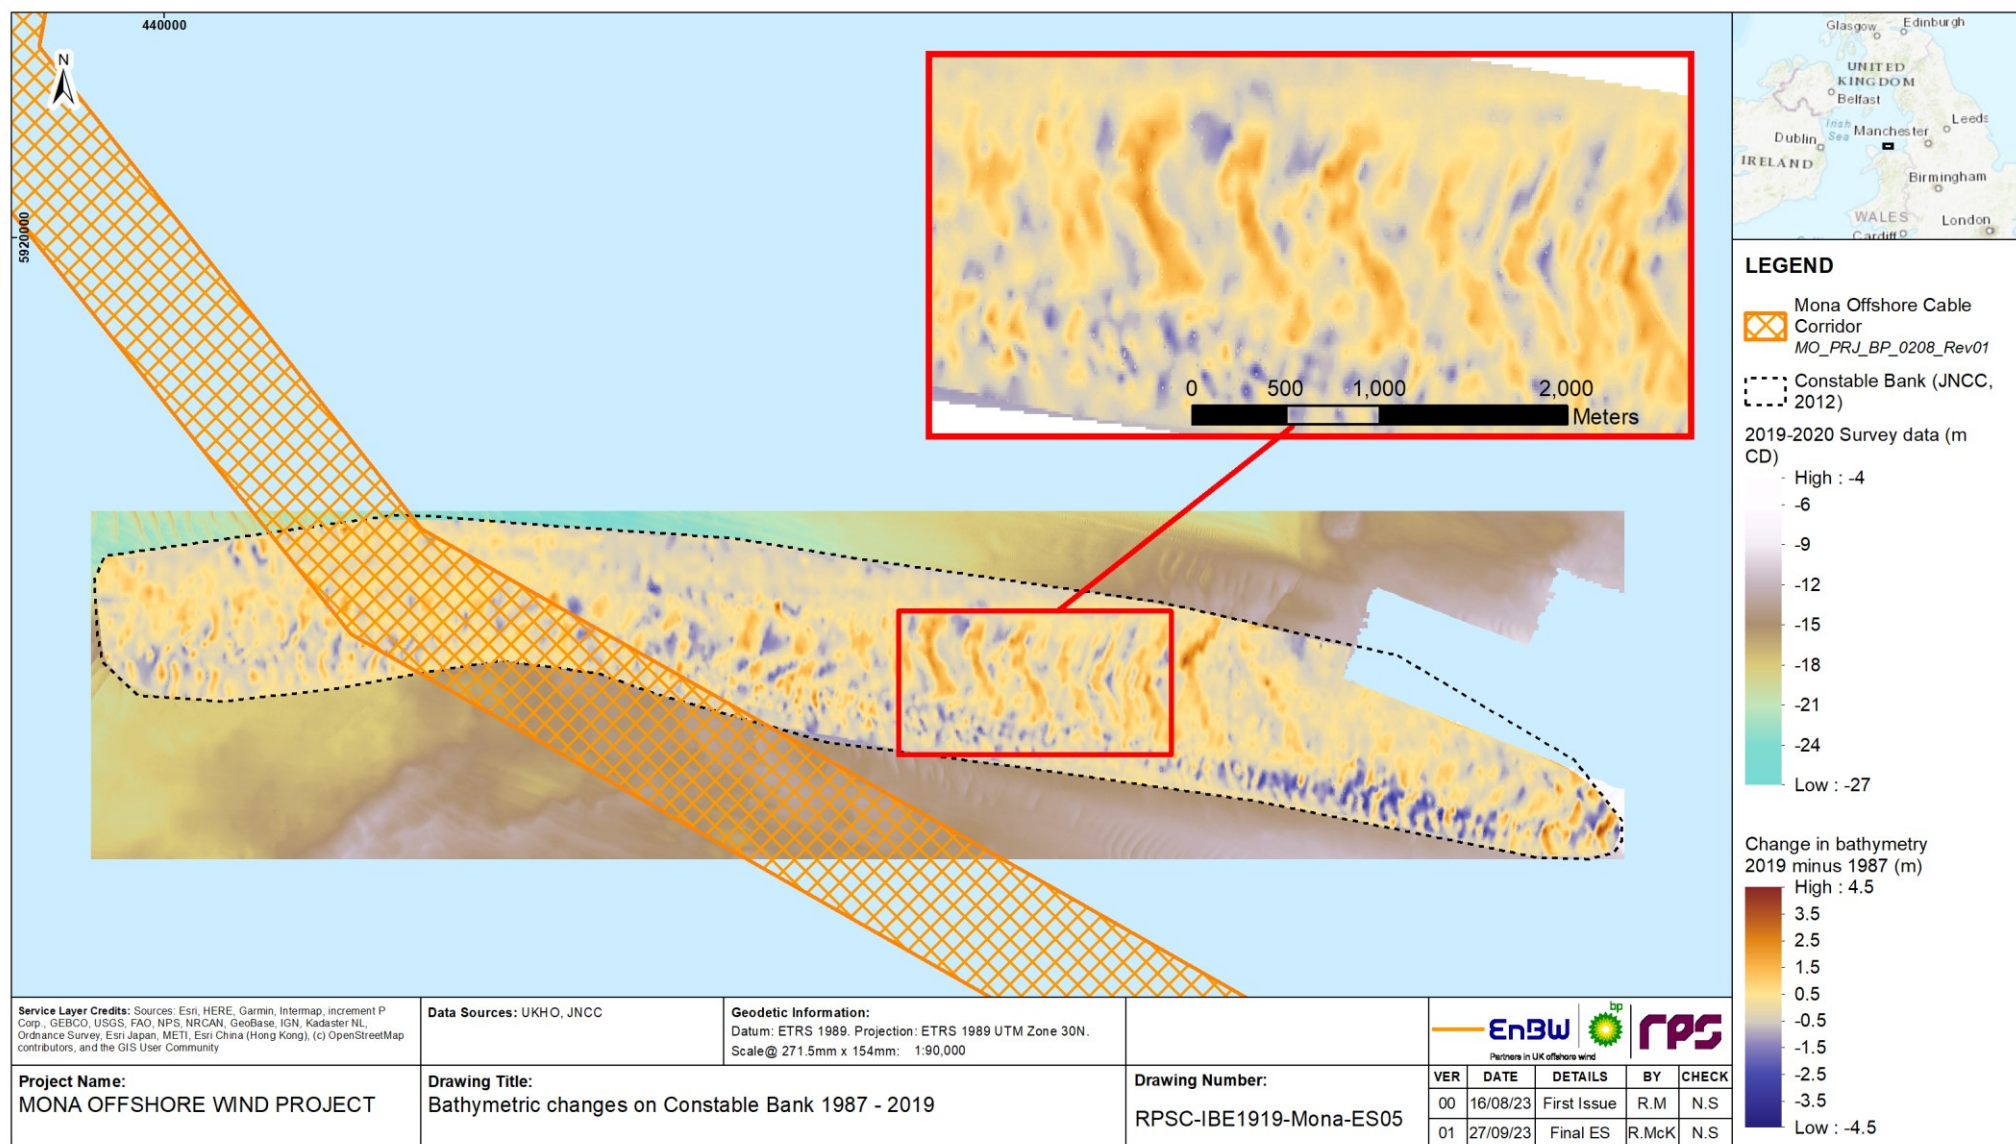 440000
N
5920000
0 500 1,000 2,000
Meters
Glasgow
Edinburgh
UNITED
KINGDOM
Belfast
Irish
Sea
Leeds
Dublin
Manchester
IRELAND
Birmingham
WALES
London
Cardiff
LEGEND
Mona Offshore Cable
Corridor
MO_PRJ_BP_0208_Rev01
Constable Bank (JNCC,
2012)
2019-2020 Survey data (m
CD)
High : -4
-6
-9
-12
-15
-18
-21
-24
Low : -27
Change in bathymetry
2019 minus 1987 (m)
High : 4.5
3.5
2.5
1.5
0.5
-0.5
-1.5
-2.5
-3.5
Low : -4.5
Service Layer Credits: Sources: Esri, HERE, Garmin, Intermap, increment P
Corp., GEBCO, USGS, FAO, NPS, NRCAN, GeoBase, IGN, Kadaster NL,
Ordnance Survey, Esri Japan, METI, Esri China (Hong Kong), (c) OpenStreetMap
contributors, and the GIS User Community
Data Sources: UKHO, JNCC
Geodetic Information:
Datum: ETRS 1989. Projection: ETRS 1989 UTM Zone 30N.
Scale@ 271.5mm x 154mm: 1:90,000
EnBW
bp
rps
Partners in UK offshore wind
Project Name:
MONA OFFSHORE WIND PROJECT
Drawing Title:
Bathymetric changes on Constable Bank 1987 - 2019
Drawing Number:
RPSC-IBE1919-Mona-ES05
VER DATE DETAILS BY CHECK
00 16/08/23 First Issue R.M N.S
01 27/09/23 Final ES R.McK N.S